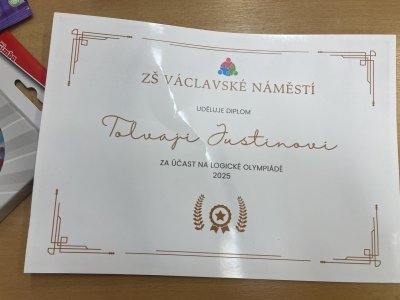 ZŠ VÁCLAVSKÉ NÁMĚSTÍ
UDĚLUJE DIPLOM
Tolvaji Justinovi
ZA ÚČAST NA LOGICKÉ OLYMPIÁDĚ
2025